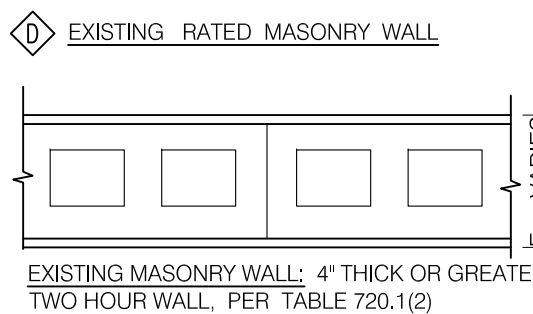 D EXISTING RATED MASONRY WALL
VARIES
EXISTING MASONRY WALL: 4" THICK OR GREATE
TWO HOUR WALL, PER TABLE 720.1(2)